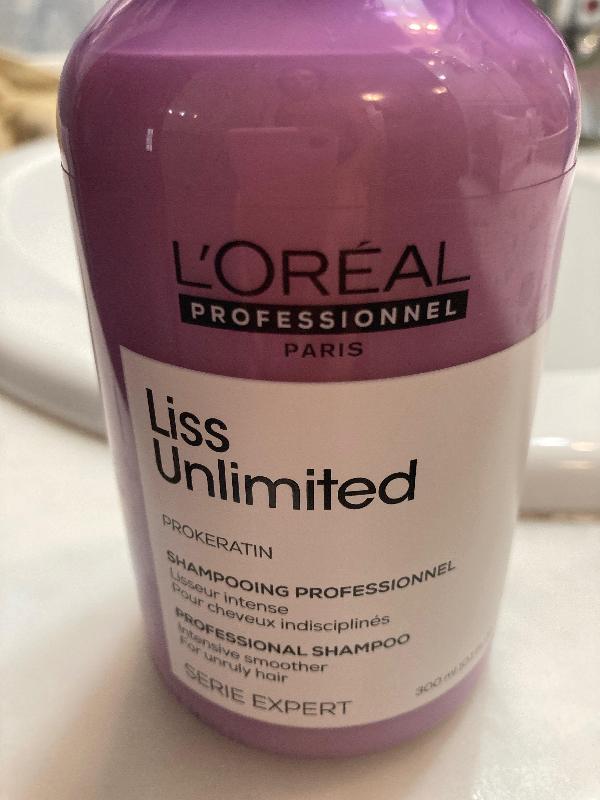 L'ORÉAL
PROFESSIONNEL
PARIS
Liss
Unlimited
PROKERATIN
SHAMPOOING PROFESSIONNEL
Lisseur intense
Pour cheveux indisciplinés
PROFESSIONAL SHAMPOO
Intensive smoother
For unruly hair
SERIE EXPERT
300 ml